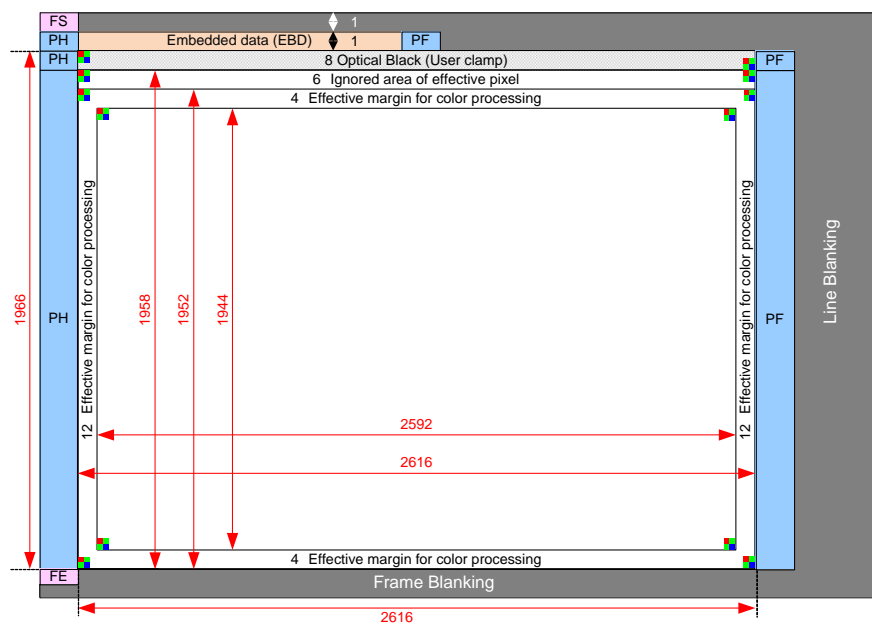 FS
1
PH
Embedded data (EBD)
1
PF
PH
8 Optical Black (User clamp)
PF
6 Ignored area of effective pixel
4 Effective margin for color processing
1966
PH
12 Effective margin for color processing
1958
1952
1944
12 Effective margin for color processing
PF
Line Blanking
2592
2616
4 Effective margin for color processing
FE
Frame Blanking
2616